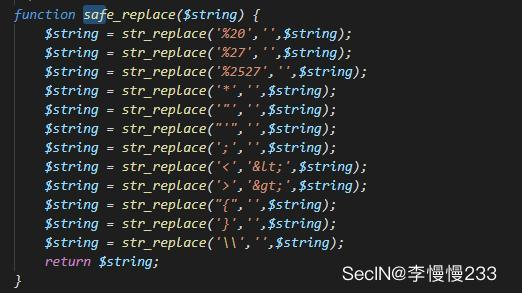 function safe_replace($string) {
$string = str_replace('%20','',$string);
$string = str_replace('%27','',$string);
$string = str_replace('%2527','',$string);
$string = str_replace('*','',$string);
$string = str_replace('"','',$string);
$string = str_replace("'",'',$string);
$string = str_replace(';','',$string);
$string = str_replace('<','&lt;',$string);
$string = str_replace('>','&gt;',$string);
$string = str_replace("{",'',$string);
$string = str_replace('}','',$string);
$string = str_replace('\\','',$string);
return $string;
}
SecIN@李慢慢233